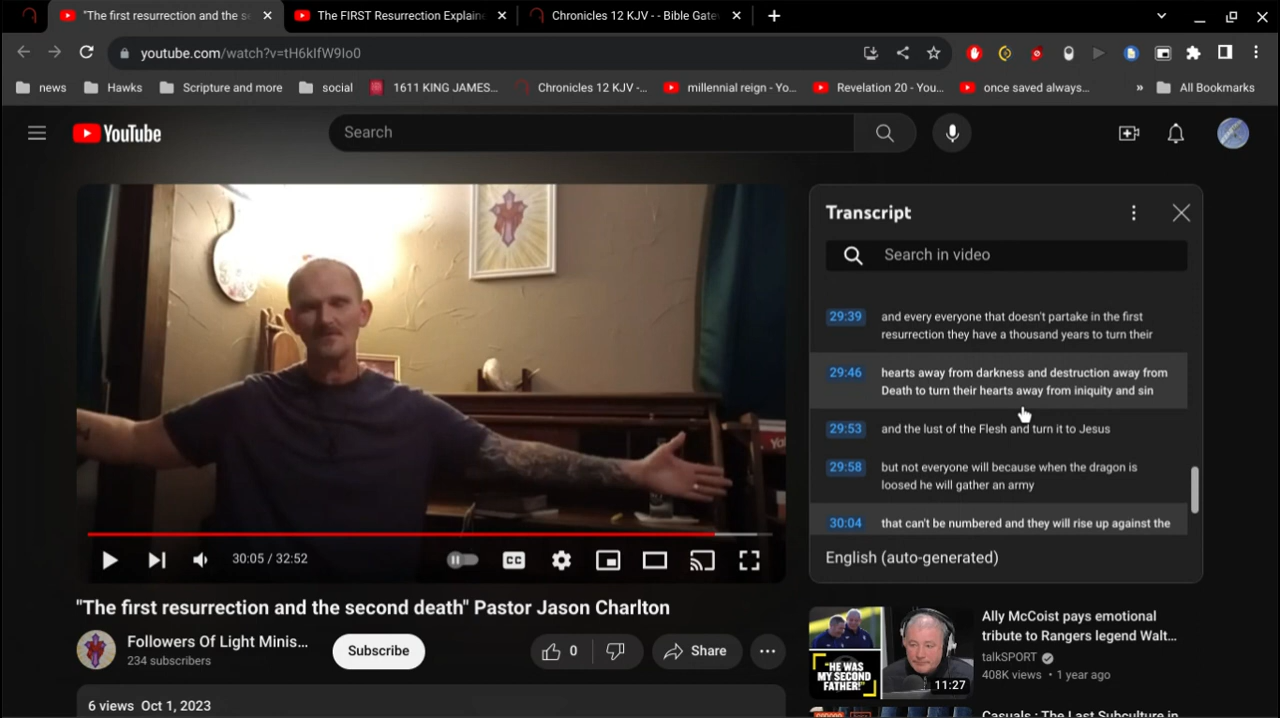 "The first resurrection and the s
The FIRST Resurrection Explaine
Chronicles 12 KJV - - Bible Gatew
youtube.com/watch?v=tH6kIfW9Io0
news
Hawks
Scripture and more
social
1611 KING JAMES...
Chronicles 12 KJV -...
millennial reign - Yo...
Revelation 20 - You...
once saved always...
»
All Bookmarks
YouTube
Search
Transcript
Search in video
29:39
and every everyone that doesn't partake in the first
resurrection they have a thousand years to turn their
29:46
hearts away from darkness and destruction away from
Death to turn their hearts away from iniquity and sin
29:53
and the lust of the Flesh and turn it to Jesus
29:58
but not everyone will because when the dragon is
loosed he will gather an army
30:04
that can't be numbered and they will rise up against the
English (auto-generated)
30:05 / 32:52
CC
"The first resurrection and the second death" Pastor Jason Charlton
Followers Of Light Minis...
234 subscribers
Subscribe
0
Share
6 views Oct 1, 2023
"HE WAS
MY SECOND
FATHER!"
11:27
Ally McCoist pays emotional
tribute to Rangers legend Walt...
talkSPORT
408K views • 1 year ago
Casuals : The Last Subculture in